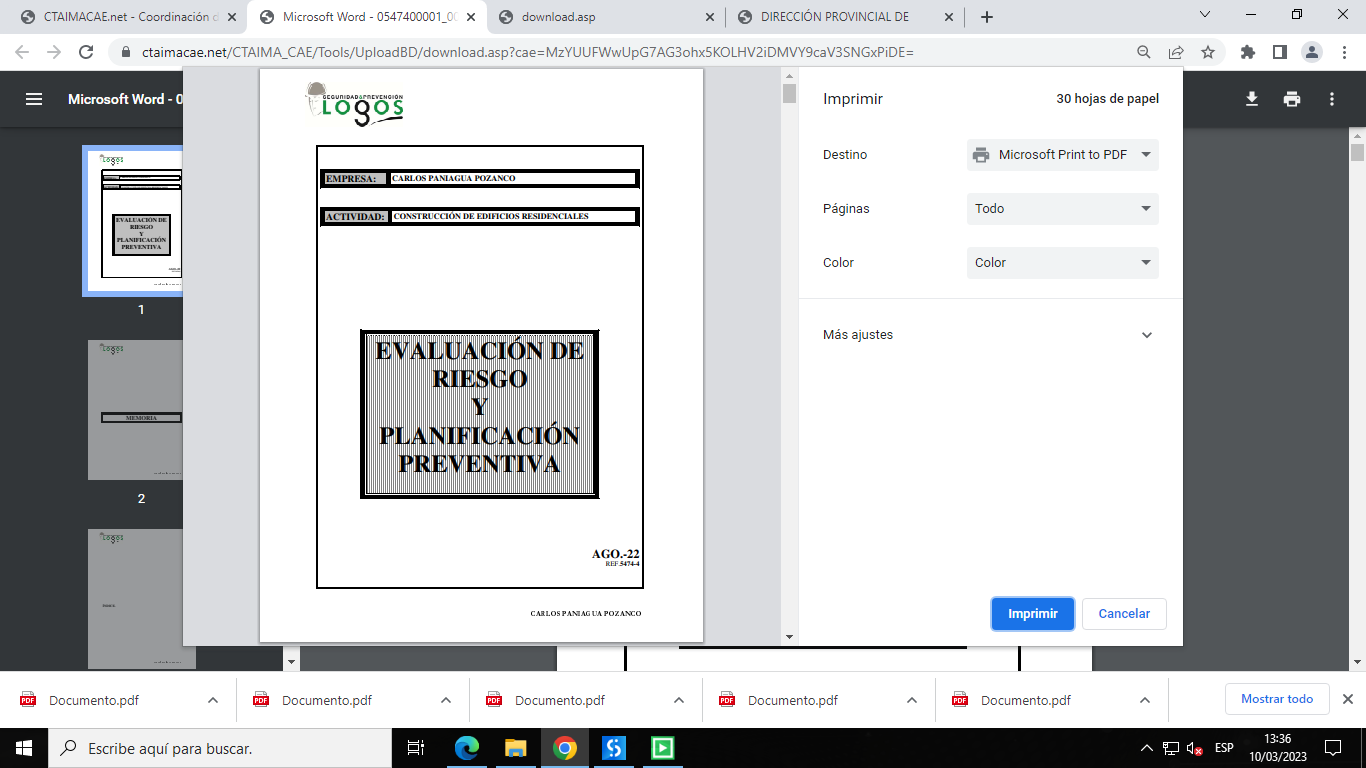 CTAIMACAE.net - Coordinación d
Microsoft Word - 0547400001_00
download.asp
DIRECCIÓN PROVINCIAL DE
ctaimacae.net/CTAIMA_CAE/Tools/UploadBD/download.asp?cae=MzYUUFWwUpG7AG3ohx5KOLHV2iDMVY9caV3SNGxPiDE=
Microsoft Word - 0
LOGOS
EVALUACIÓN DE
RIESGO
Y
PLANIFICACIÓN
PREVENTIVA
1
LOGOS
MEMORIA
2
LOGOS
SEGURIDAD&PREVENCIÓN
LOGOS
EMPRESA: CARLOS PANIAGUA POZANCO
ACTIVIDAD: CONSTRUCCIÓN DE EDIFICIOS RESIDENCIALES
EVALUACIÓN DE
RIESGO
Y
PLANIFICACIÓN
PREVENTIVA
AGO.-22
REF 5474-4
CARLOS PANIAGUA POZANCO
Imprimir 30 hojas de papel
Destino Microsoft Print to PDF
Páginas Todo
Color Color
Más ajustes
Imprimir Cancelar
Documento.pdf Documento.pdf Documento.pdf Documento.pdf Documento.pdf Mostrar todo
Escribe aquí para buscar.
ESP
13:36
10/03/2023